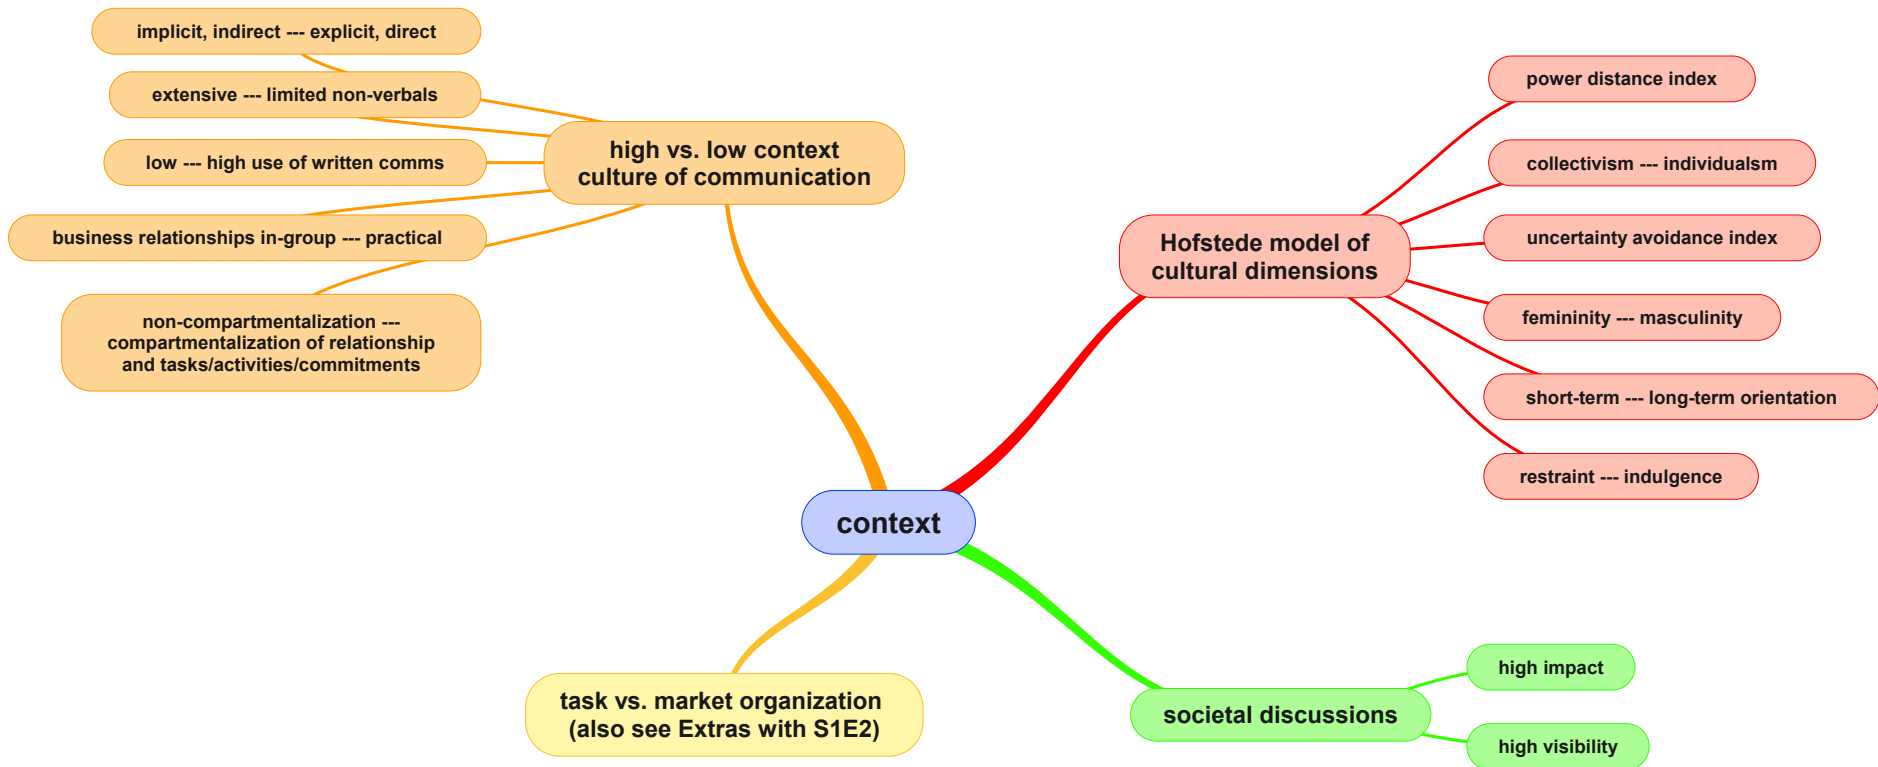 implicit, indirect --- explicit, direct
extensive --- limited non-verbals
low --- high use of written comms
business relationships in-group --- practical
non-compartmentalization ---
compartmentalization of relationship
and tasks/activities/commitments
high vs. low context
culture of communication
context
task vs. market organization
(also see Extras with S1E2)
Hofstede model of
cultural dimensions
power distance index
collectivism --- individualsm
uncertainty avoidance index
femininity --- masculinity
short-term --- long-term orientation
restraint --- indulgence
societal discussions
high impact
high visibility